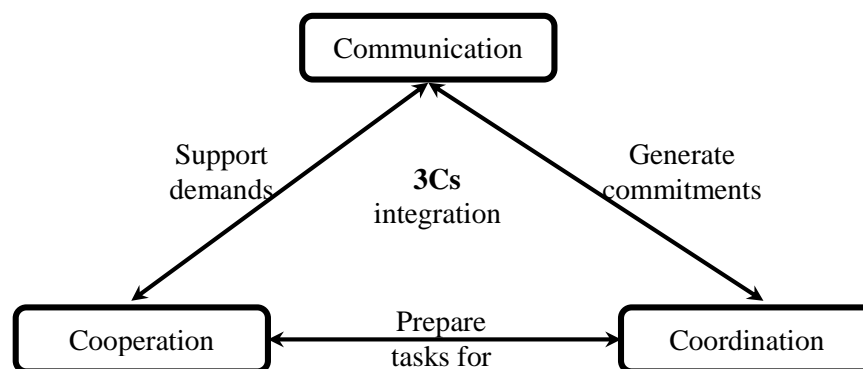 Communication
Support
demands
Generate
commitments
3Cs
integration
Cooperation
Prepare
tasks for
Coordination